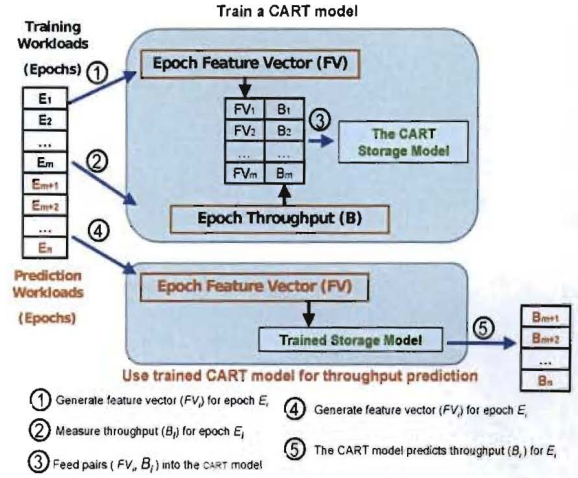 Train a CART model
Training
Workloads
(Epochs)
①
Epoch Feature Vector (FV)
E1
E2
...
Em
Em+1
Em+2
...
En
②
FV1 B1
FV2 B2
... ...
FVm Bm
③
The CART
Storage Model
Epoch Throughput (B)
④
Prediction
Workloads
(Epochs)
Epoch Feature Vector (FV)
Trained Storage Model
⑤
Bm+1
Bm+2
...
Bn
Use trained CART model for throughput prediction
① Generate feature vector (FVi) for epoch Ei
② Measure throughput (Bi) for epoch Ei
③ Feed pairs ( FVi, Bi ) into the CART model
④ Generate feature vector (FVi) for epoch Ei
⑤ The CART model predicts throughput (Bi) for Ei